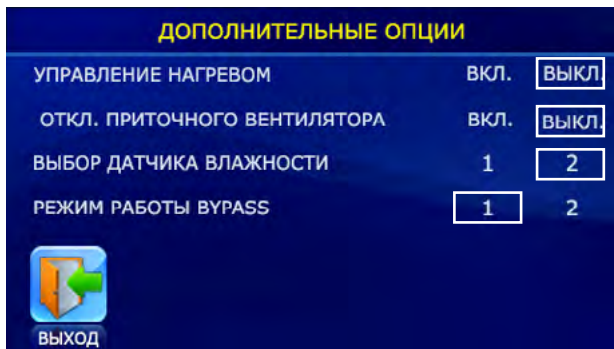 ДОПОЛНИТЕЛЬНЫЕ ОПЦИИ
УПРАВЛЕНИЕ НАГРЕВОМ ВКЛ. ВЫКЛ.
ОТКЛ. ПРИТОЧНОГО ВЕНТИЛЯТОРА ВКЛ. ВЫКЛ.
ВЫБОР ДАТЧИКА ВЛАЖНОСТИ 1 2
РЕЖИМ РАБОТЫ BYPASS 1 2
ВЫХОД